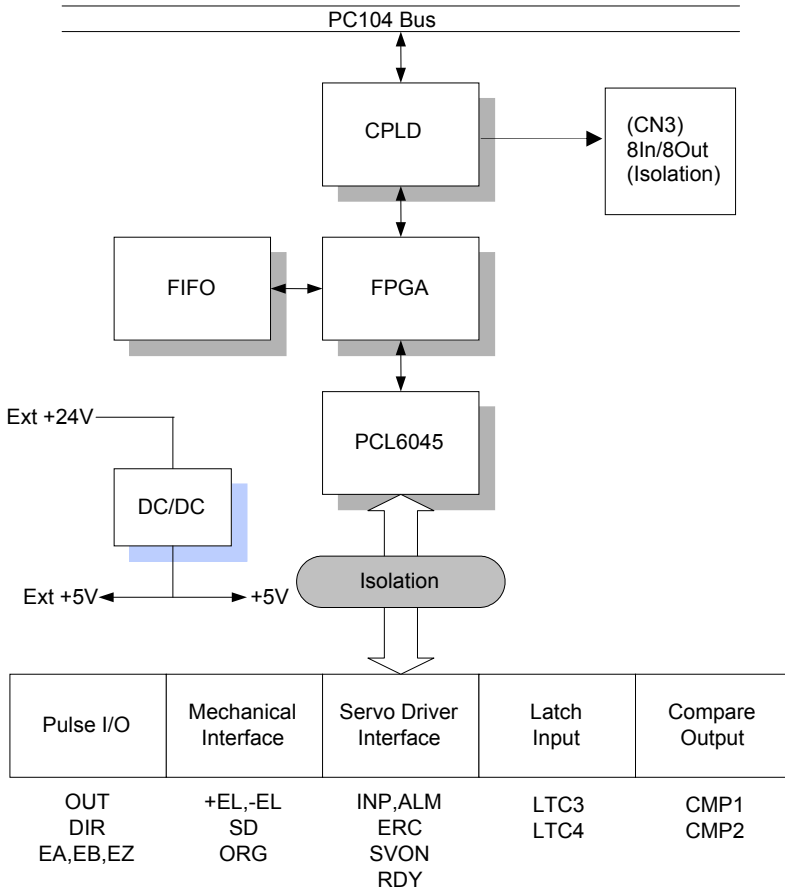 PC104 Bus
CPLD
(CN3)
8In/8Out
(Isolation)
FIFO
FPGA
Ext +24V
PCL6045
DC/DC
Isolation
Ext +5V
+5V
Pulse I/O
Mechanical
Interface
Servo Driver
Interface
Latch
Input
Compare
Output
OUT
DIR
EA,EB,EZ
+EL,-EL
SD
ORG
INP,ALM
ERC
SVON
RDY
LTC3
LTC4
CMP1
CMP2